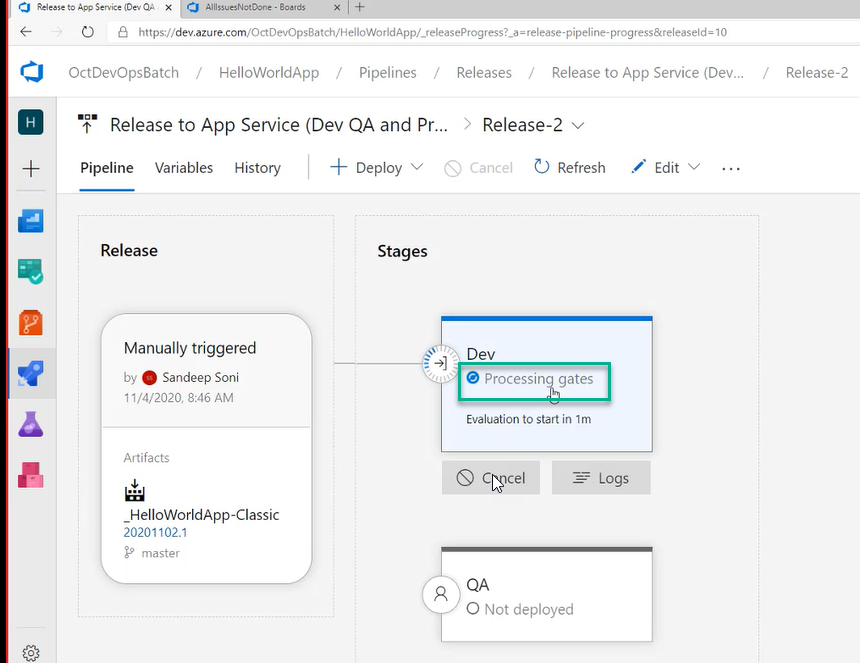 Release to App Service (Dev QA
AllIssuesNotDone - Boards
https://dev.azure.com/OctDevOpsBatch/HelloWorldApp/_releaseProgress?_a=release-pipeline-progress&releaseId=10
OctDevOpsBatch / HelloWorldApp / Pipelines / Releases / Release to App Service (Dev... / Release-2
H
Release to App Service (Dev QA and Pr... > Release-2
Pipeline Variables History Deploy Cancel Refresh Edit ...
Release
Stages
Manually triggered
by SS Sandeep Soni
11/4/2020, 8:46 AM
Artifacts
_HelloWorldApp-Classic
20201102.1
master
Dev
Processing gates
Evaluation to start in 1m
Cancel
Logs
QA
Not deployed